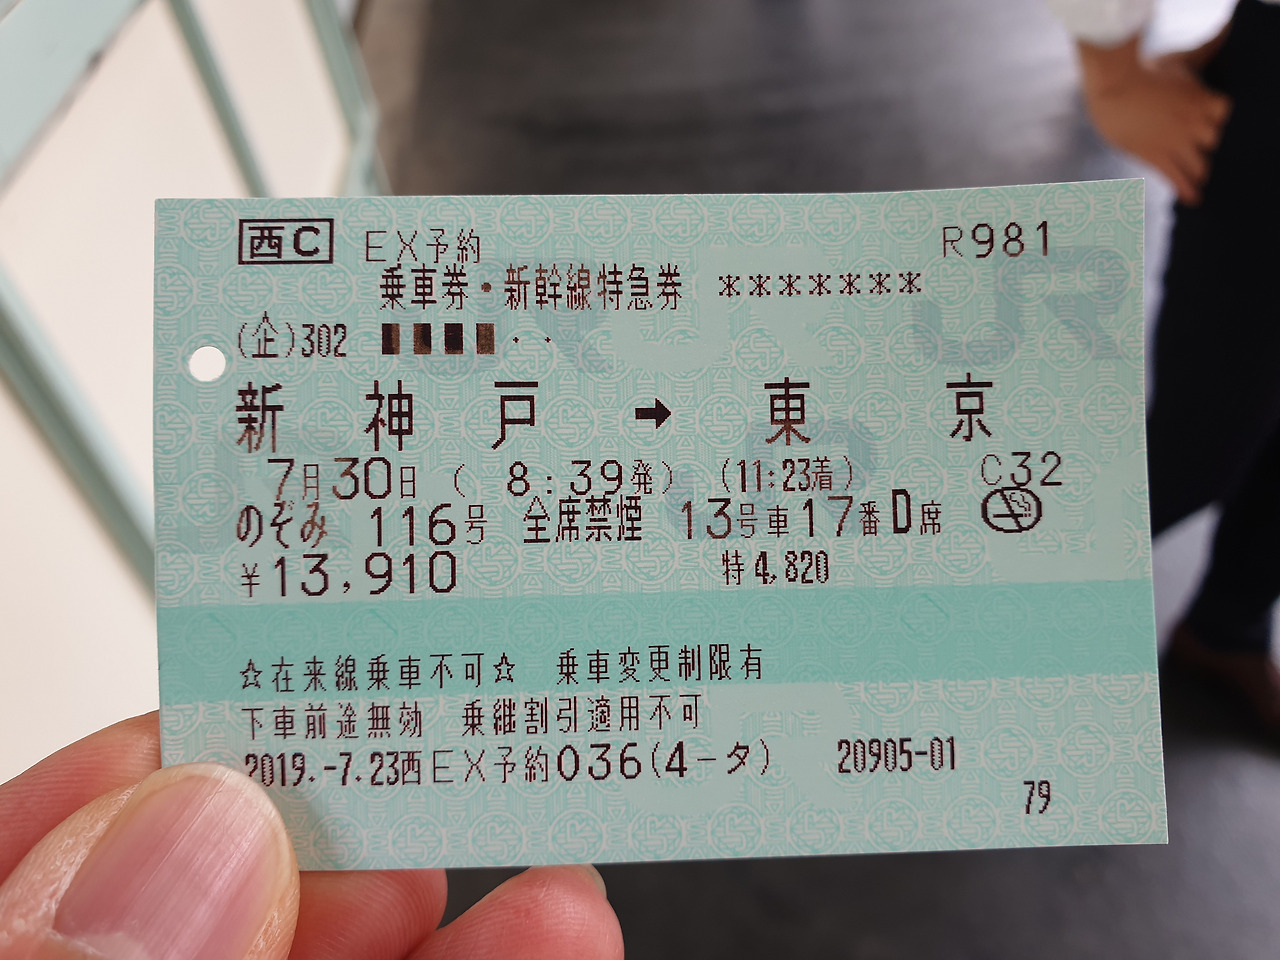 西C EX予約 R981
乗車券・新幹線特急券 *******
(企)302 ■■■■・・
新神戸 ➡ 東京
7月30日 ( 8:39発) (11:23着) C32
のぞみ 116号 全席禁煙 13号車17番D席
¥13,910 特4,820
☆在来線乗車不可☆ 乗車変更制限有
下車前途無効 乗継割引適用不可
2019.-7.23西EX予約036(4-タ) 20905-01
79